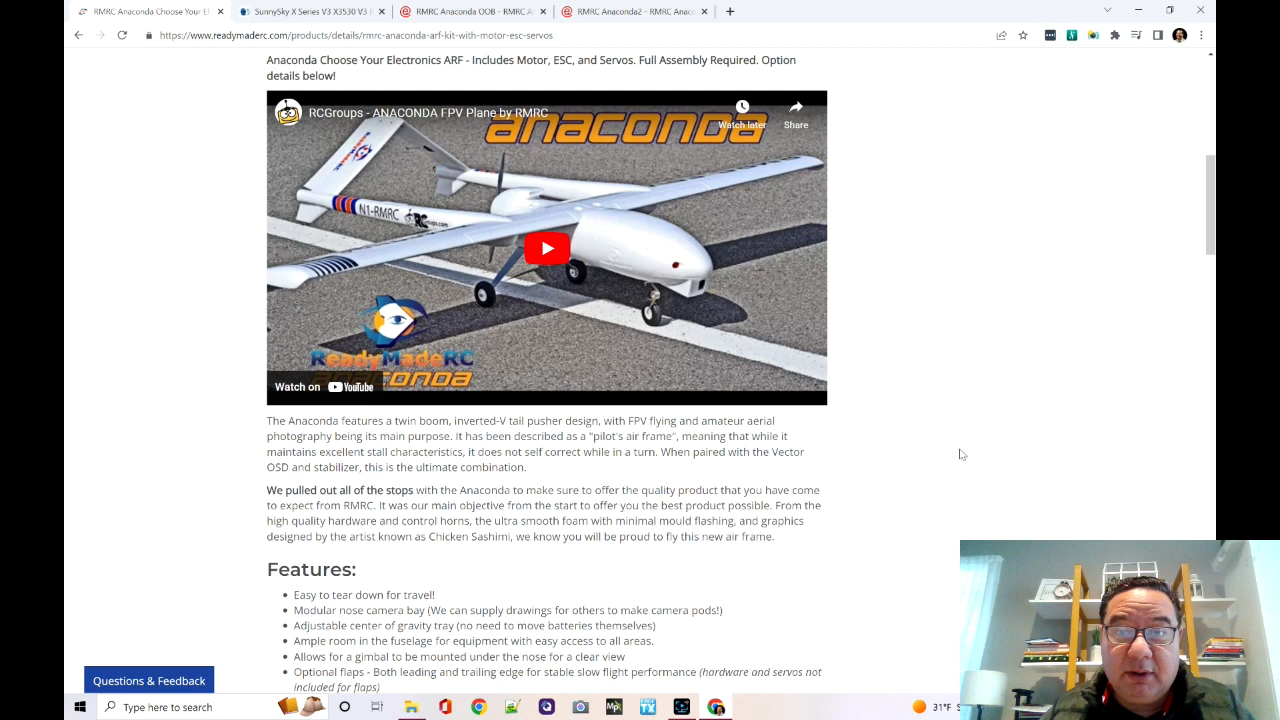 RMRC Anaconda Choose Your El
SunnySky X Series V3 X3530 V3 B
RMRC Anaconda OOB - RMRC A
RMRC Anaconda2 - RMRC Anaco
https://www.readymaderc.com/products/details/rmrc-anaconda-arf-kit-with-motor-esc-servos
Anaconda Choose Your Electronics ARF - Includes Motor, ESC, and Servos. Full Assembly Required. Option
details below!
RCGroups - ANACONDA FPV Plane by RMRC
anaconda
Watch later
Share
N1-RMRC
ReadyMadeRC
anaconda
Watch on YouTube
The Anaconda features a twin boom, inverted-V tail pusher design, with FPV flying and amateur aerial
photography being its main purpose. It has been described as a "pilot's air frame", meaning that while it
maintains excellent stall characteristics, it does not self correct while in a turn. When paired with the Vector
OSD and stabilizer, this is the ultimate combination.
We pulled out all of the stops with the Anaconda to make sure to offer the quality product that you have come
to expect from RMRC. It was our main objective from the start to offer you the best product possible. From the
high quality hardware and control horns, the ultra smooth foam with minimal mould flashing, and graphics
designed by the artist known as Chicken Sashimi, we know you will be proud to fly this new air frame.
Features:
Easy to tear down for travel!
Modular nose camera bay (We can supply drawings for others to make camera pods!)
Adjustable center of gravity tray (no need to move batteries themselves)
Ample room in the fuselage for equipment with easy access to all areas.
Allows for a gimbal to be mounted under the nose for a clear view
Optional flaps - Both leading and trailing edge for stable slow flight performance (hardware and servos not
included for flaps)
Questions & Feedback
Type here to search
31°F